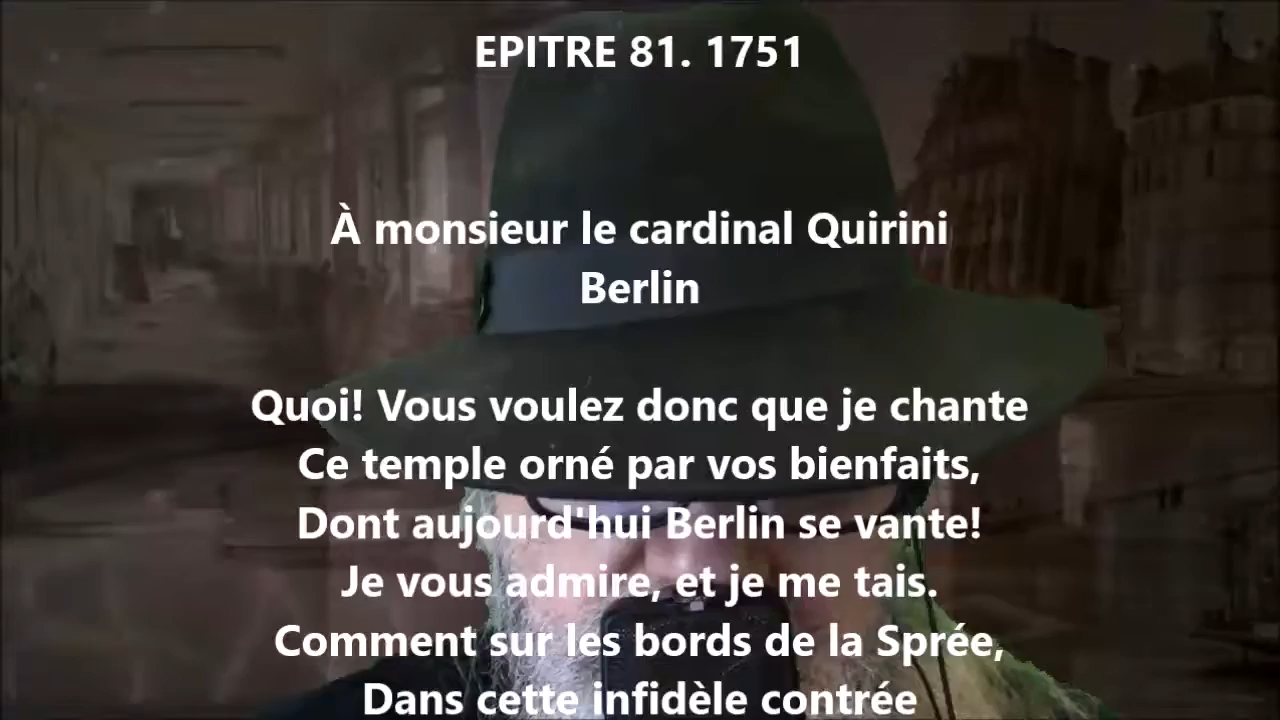 EPITRE 81. 1751
À monsieur le cardinal Quirini
Berlin
Quoi! Vous voulez donc que je chante
Ce temple orné par vos bienfaits,
Dont aujourd'hui Berlin se vante!
Je vous admire, et je me tais.
Comment sur les bords de la Sprée,
Dans cette infidèle contrée